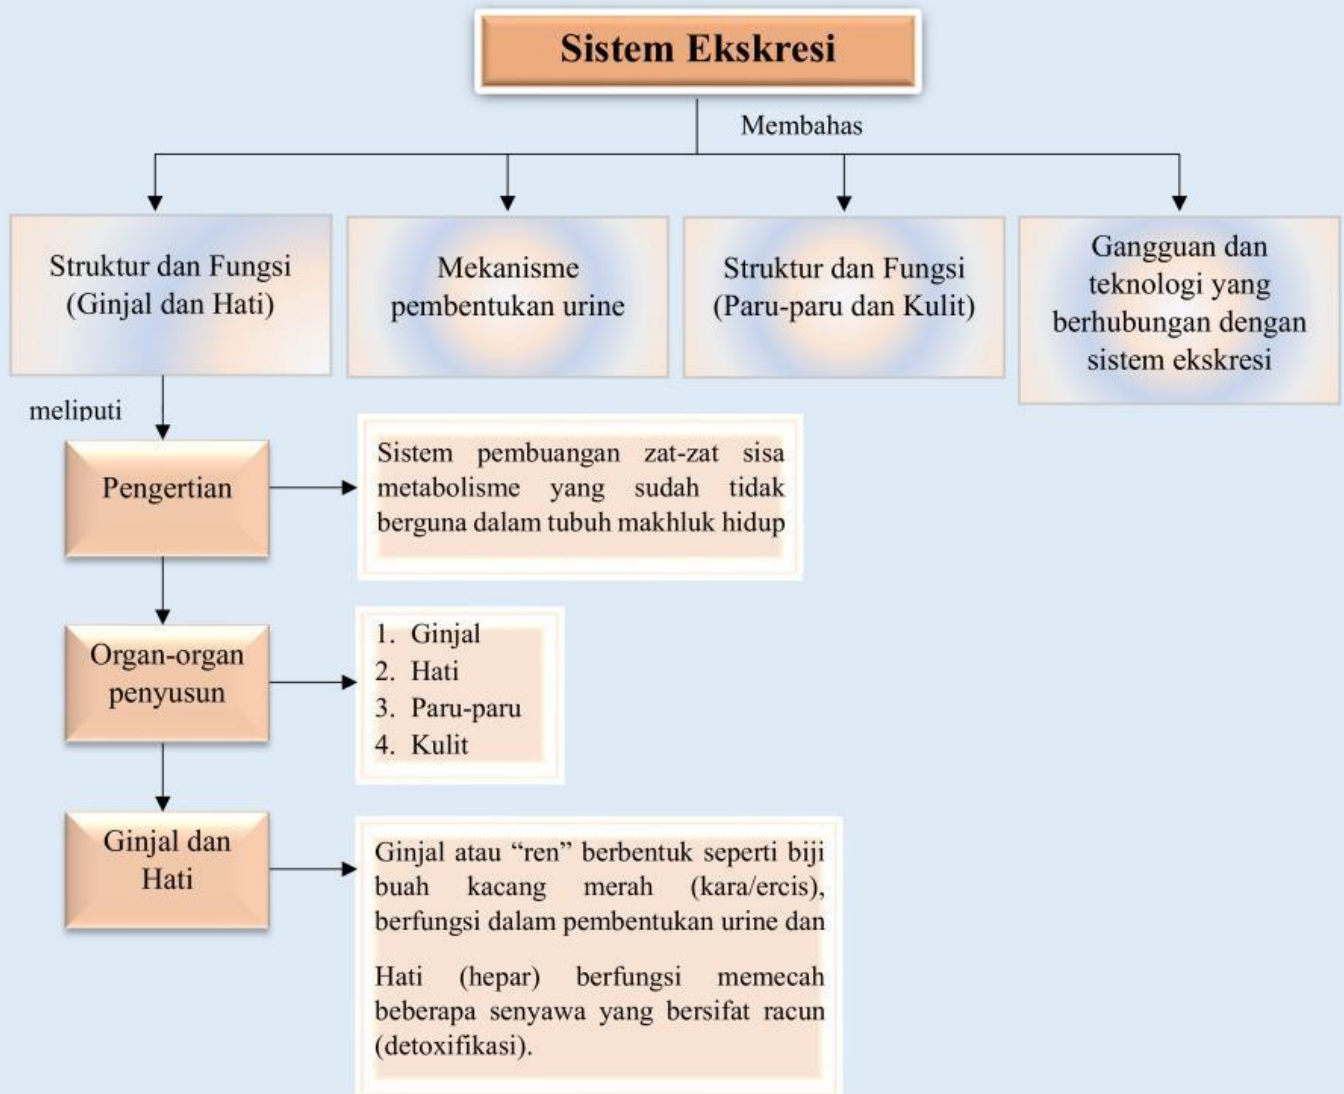 Sistem Ekskresi
Membahas
Struktur dan Fungsi
(Ginjal dan Hati)
Mekanisme
pembentukan urine
Struktur dan Fungsi
(Paru-paru dan Kulit)
Gangguan dan
teknologi yang
berhubungan dengan
sistem ekskresi
meliputi
Pengertian
Sistem pembuangan zat-zat sisa
metabolisme yang sudah tidak
berguna dalam tubuh makhluk hidup
Organ-organ
penyusun
1. Ginjal
2. Hati
3. Paru-paru
4. Kulit
Ginjal dan
Hati
Ginjal atau “ren” berbentuk seperti biji
buah kacang merah (kara/ercis),
berfungsi dalam pembentukan urine dan
Hati (hepar) berfungsi memecah
beberapa senyawa yang bersifat racun
(detoxifikasi).